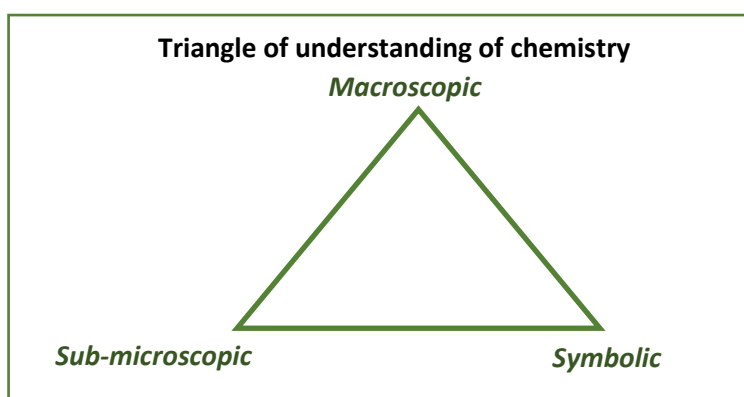 Triangle of understanding of chemistry
Macroscopic
Sub-microscopic
Symbolic